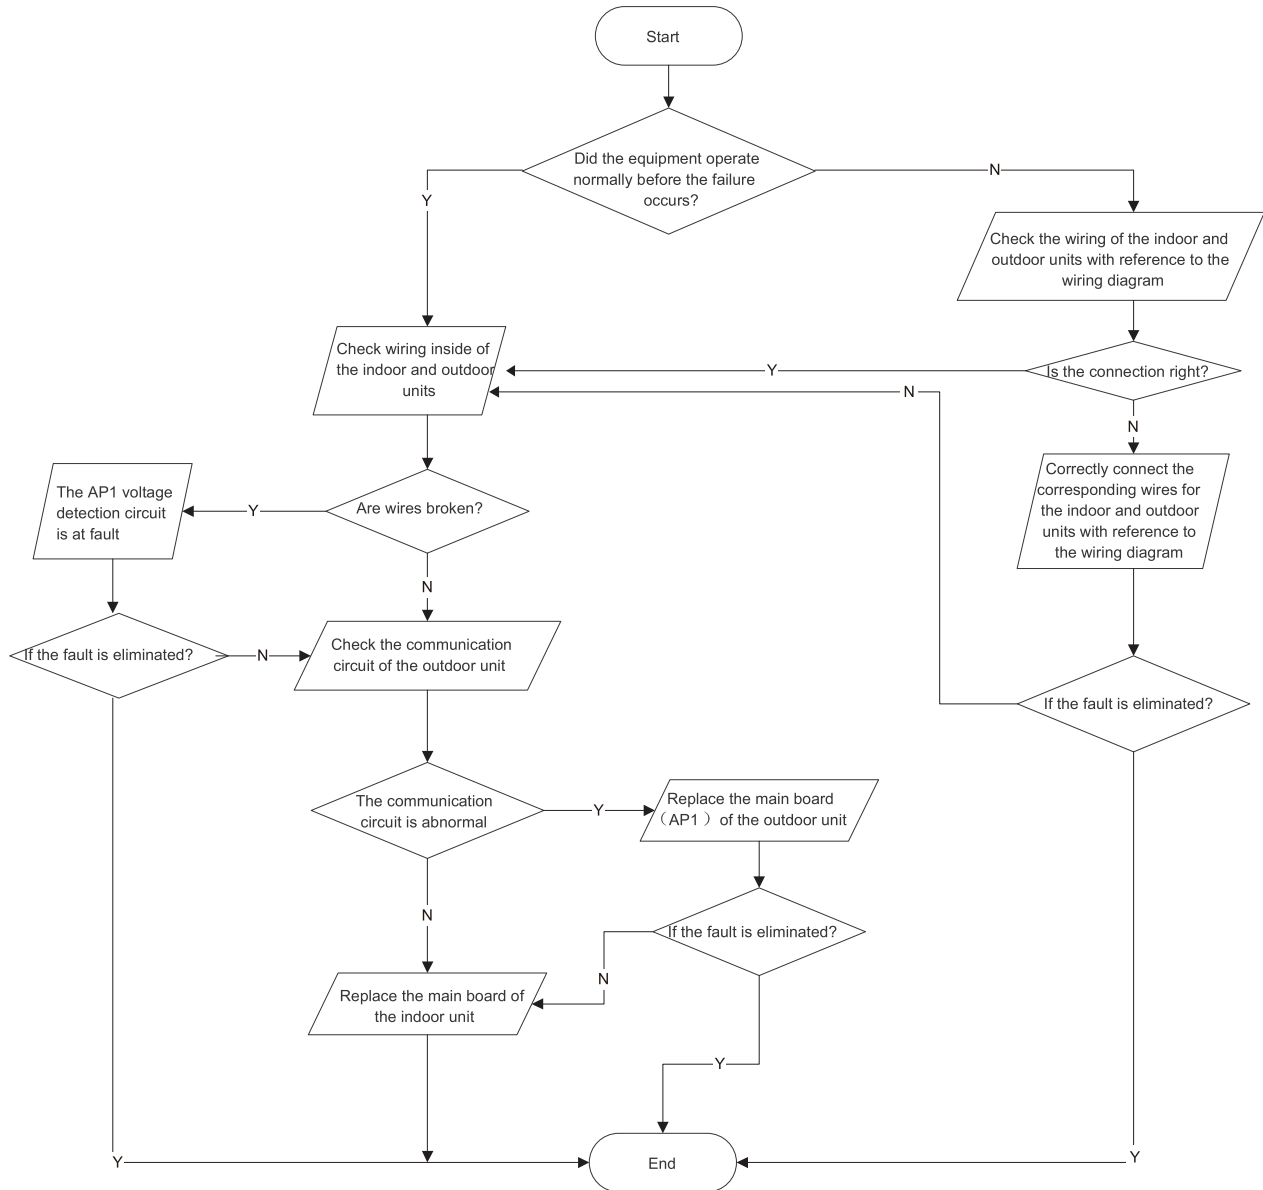 Start
Did the equipment operate
normally before the failure
occurs?
N
Y
Check the wiring of the indoor and
outdoor units with reference to the
wiring diagram
Check wiring inside of
the indoor and outdoor
units
Y
Is the connection right?
N
N
Correctly connect the
corresponding wires for
the indoor and outdoor
units with reference to
the wiring diagram
The AP1 voltage
detection circuit
is at fault
Y
Are wires broken?
N
If the fault is eliminated?
N
Check the communication
circuit of the outdoor unit
If the fault is eliminated?
The communication
circuit is abnormal
Y
Replace the main board
（AP1 ）of the outdoor unit
N
If the fault is eliminated?
N
Replace the main board of
the indoor unit
Y
Y
End
Y